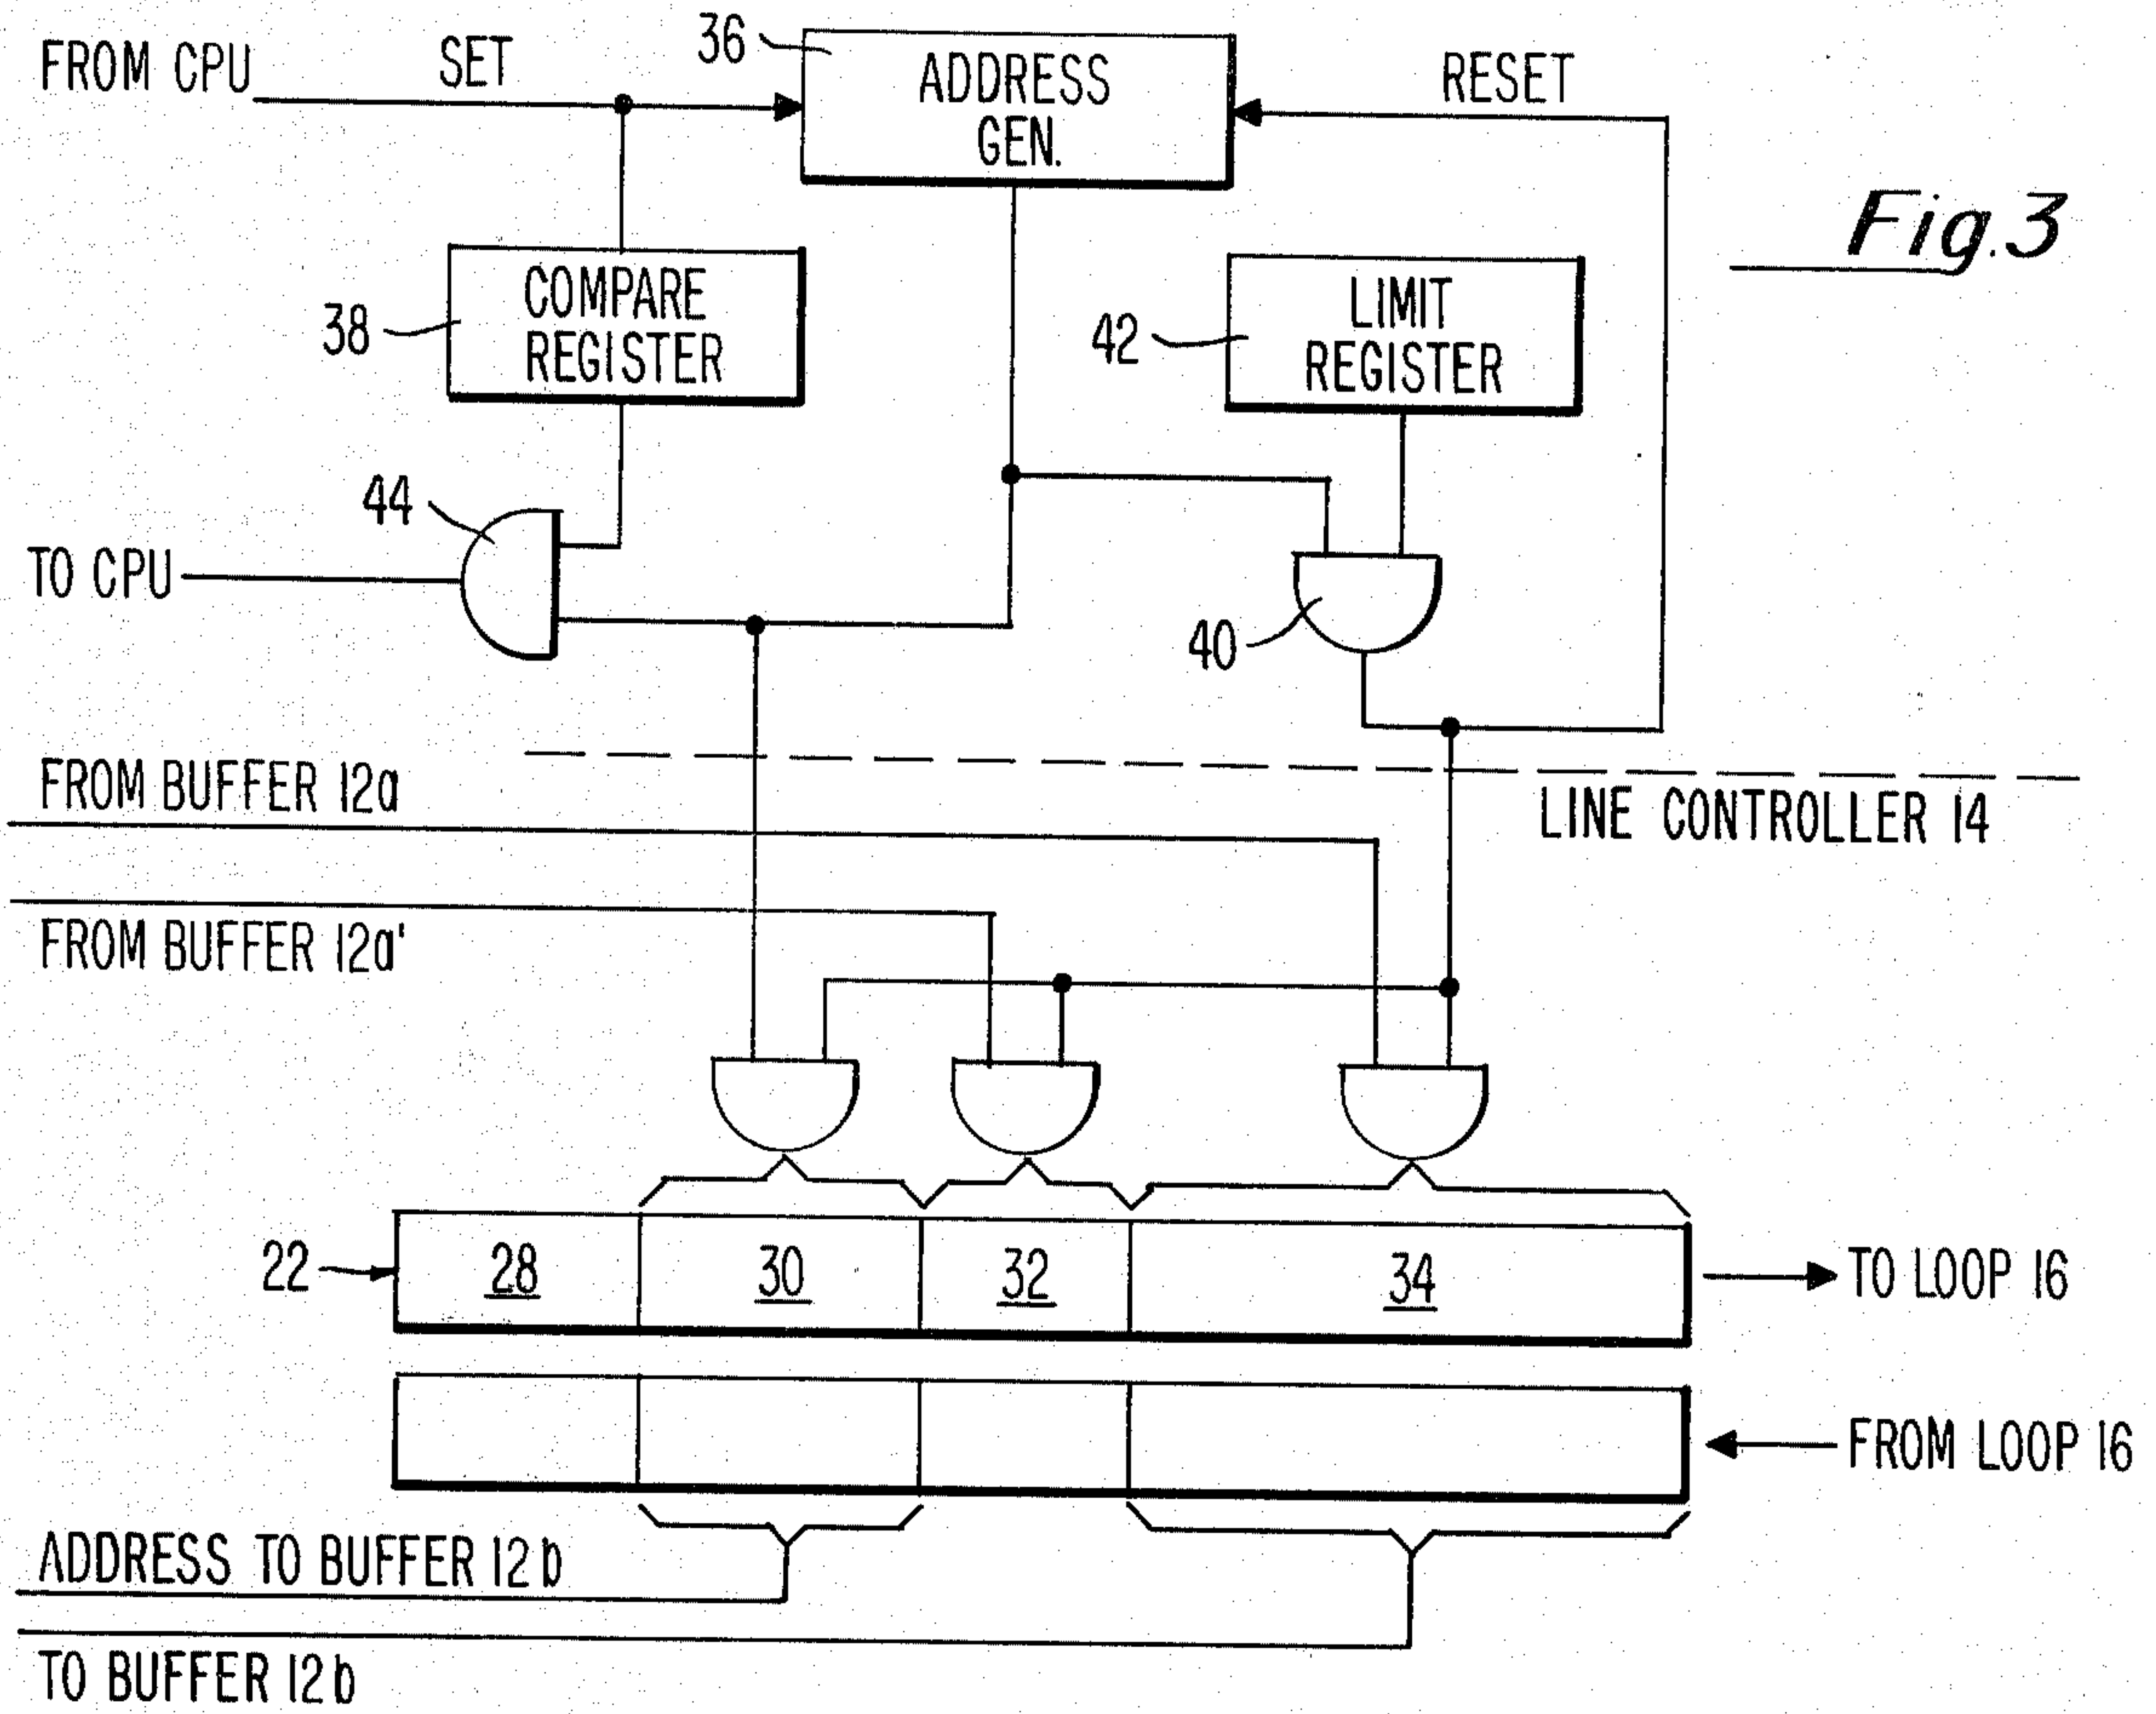 FROM CPU
SET
36
ADDRESS
GEN.
RESET
Fig. 3
38
COMPARE
REGISTER
42
LIMIT
REGISTER
44
TO CPU
40
FROM BUFFER 12a
LINE CONTROLLER 14
FROM BUFFER 12a'
22
28
30
32
34
TO LOOP 16
FROM LOOP 16
ADDRESS TO BUFFER 12b
TO BUFFER 12b